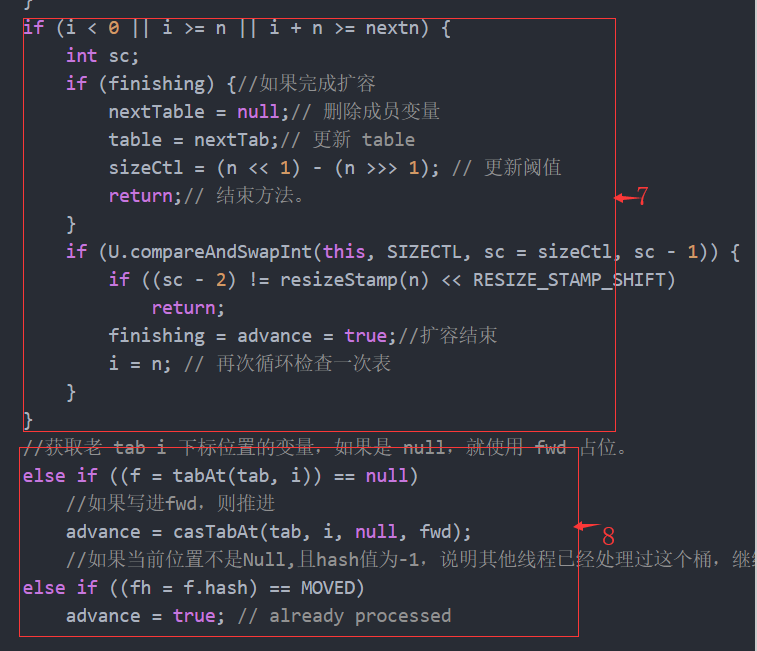 }
if (i < 0 || i >= n || i + n >= nextn) {
    int sc;
    if (finishing) {//如果完成扩容
        nextTable = null;// 删除成员变量
        table = nextTab;// 更新 table
        sizeCtl = (n << 1) - (n >>> 1); // 更新阈值
        return;// 结束方法。
    }
    if (U.compareAndSwapInt(this, SIZECTL, sc = sizeCtl, sc - 1)) {
        if ((sc - 2) != resizeStamp(n) << RESIZE_STAMP_SHIFT)
            return;
        finishing = advance = true;//扩容结束
        i = n; // 再次循环检查一次表
    }
}
7
//获取老 tab i 下标位置的变量，如果是 null，就使用 fwd 占位。
else if ((f = tabAt(tab, i)) == null)
    //如果写进fwd，则推进
    advance = casTabAt(tab, i, null, fwd);
    //如果当前位置不是Null,且hash值为-1，说明其他线程已经处理过这个桶，继
else if ((fh = f.hash) == MOVED)
    advance = true; // already processed
8